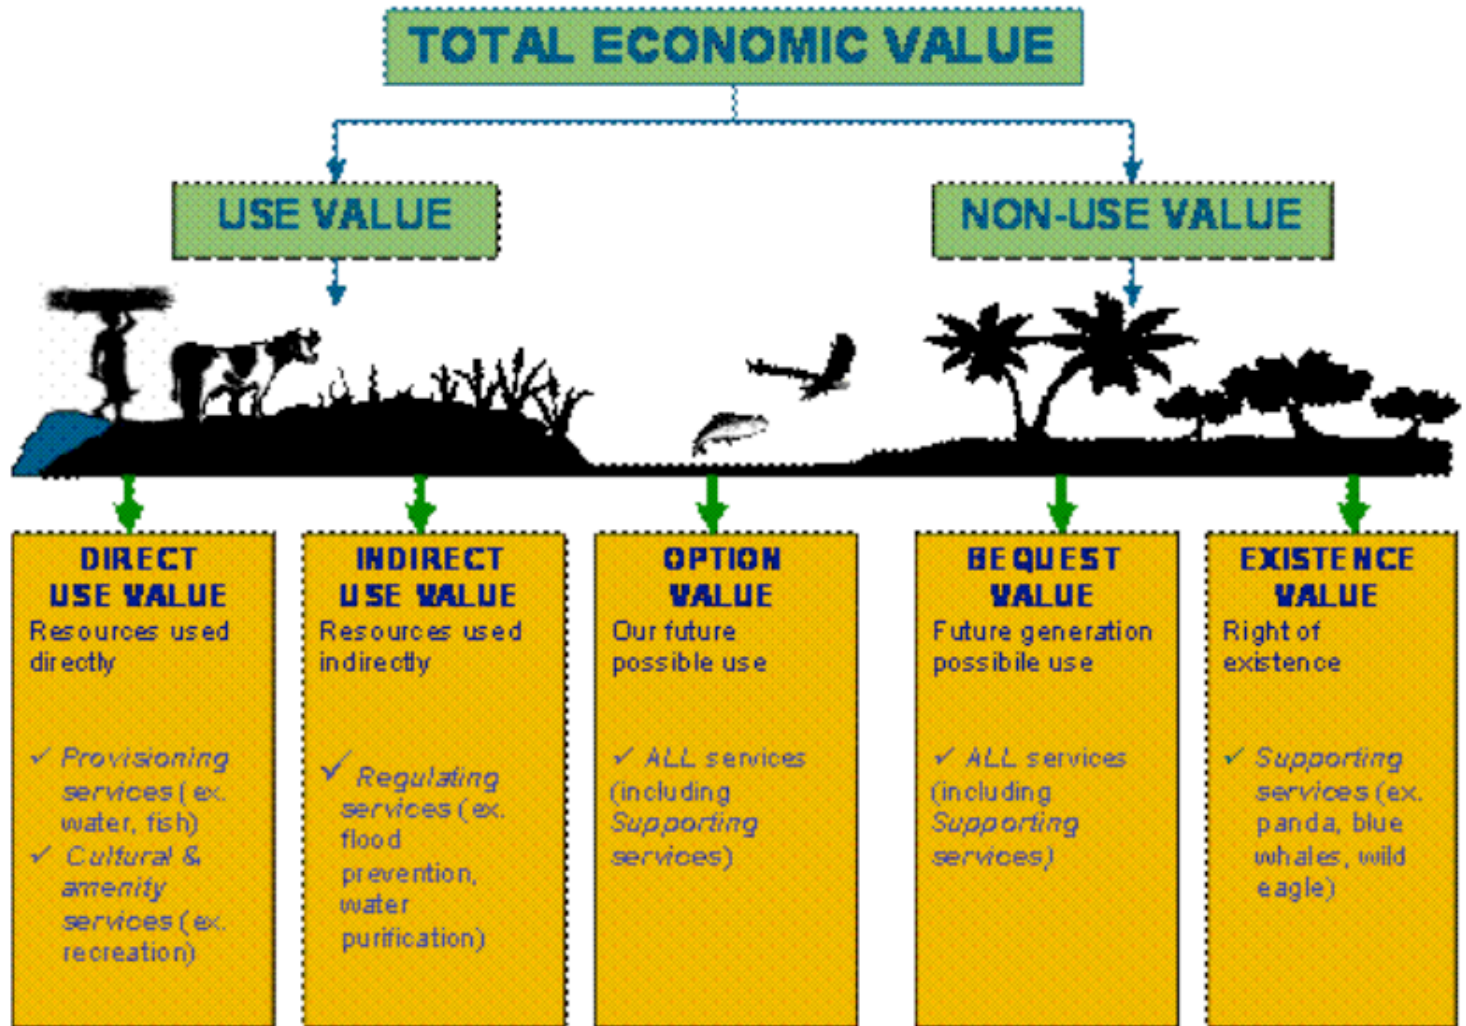 TOTAL ECONOMIC VALUE
USE VALUE
NON-USE VALUE
DIRECT
USE VALUE
Resources used
directly
✓ Provisioning
services (ex.
water, fish)
✓ Cultural &
amenity
services (ex.
recreation)
INDIRECT
USE VALUE
Resources used
indirectly
✓ Regulating
services (ex.
flood
prevention,
water
purification)
OPTION
VALUE
Our future
possible use
✓ ALL services
(including
Supporting
services)
BEQUEST
VALUE
Future generation
possibile use
✓ ALL services
(including
Supporting
services)
EXISTENCE
VALUE
Right of
existence
✓ Supporting
services (ex.
panda, blue
whales, wild
eagle)